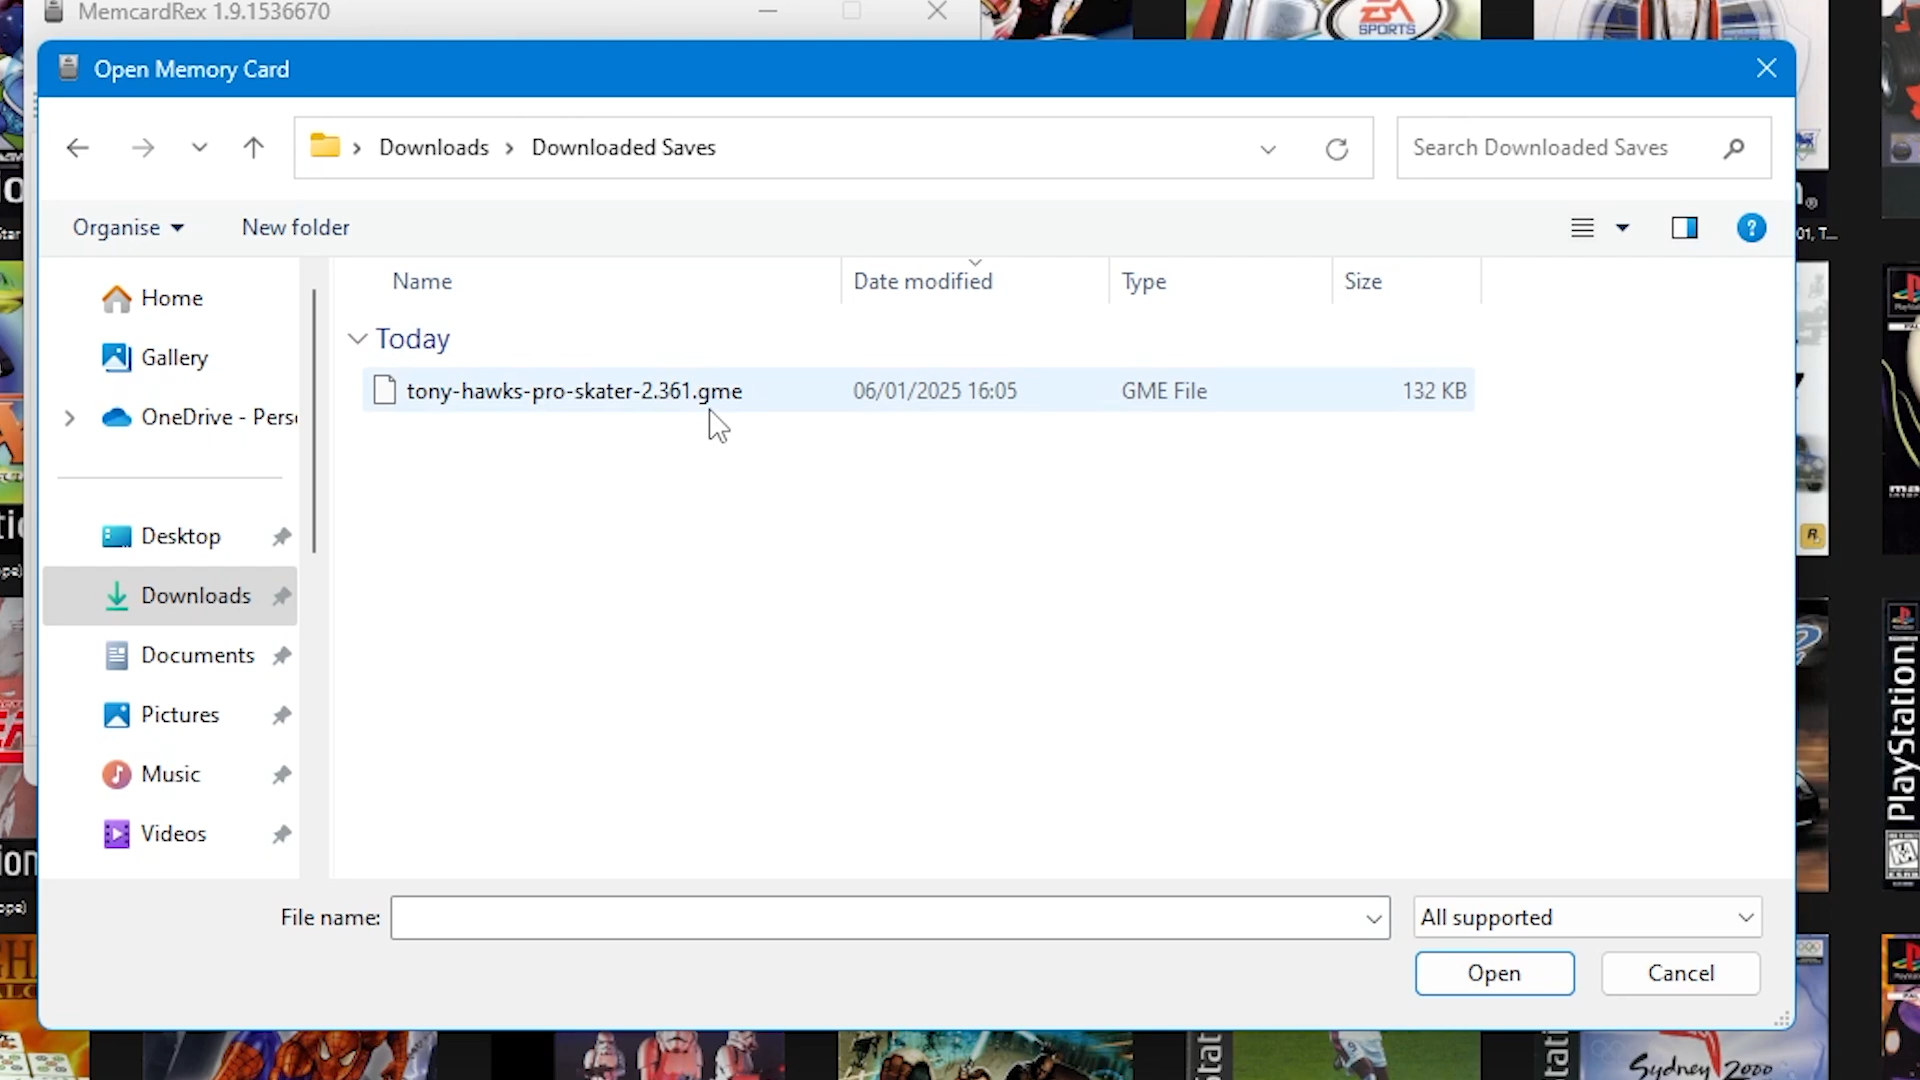 MemcardRex 1.9.1536670
EA
SPORTS
Open Memory Card
Downloads
Downloaded Saves
Search Downloaded Saves
Organise
New folder
?
Home
Gallery
OneDrive - Pers
Desktop
Downloads
Documents
Pictures
Music
Videos
Name
Date modified
Type
Size
Today
tony-hawks-pro-skater-2.361.gme
06/01/2025 16:05
GME File
132 KB
File name:
All supported
Open
Cancel
01, T...
PlayStation
Station
Sydney 2000